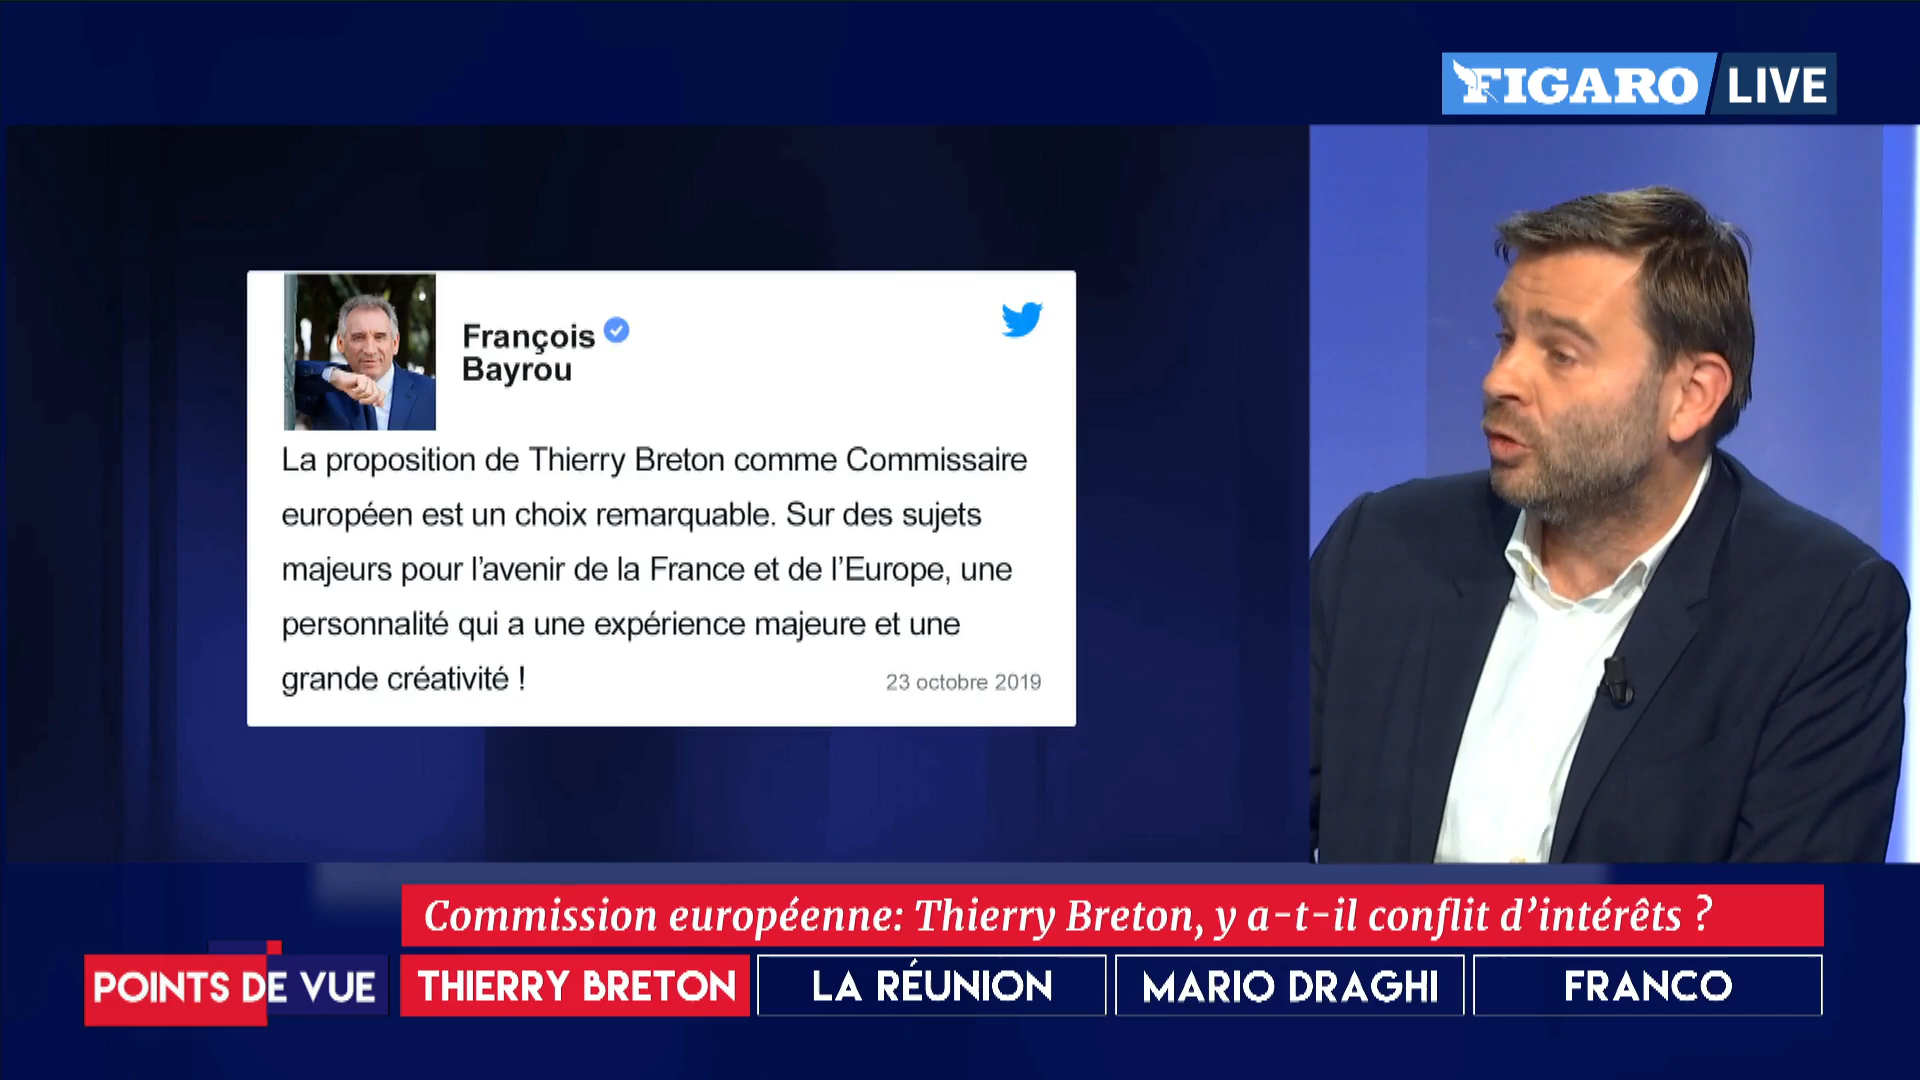 FIGARO LIVE
François
Bayrou
La proposition de Thierry Breton comme Commissaire
européen est un choix remarquable. Sur des sujets
majeurs pour l'avenir de la France et de l'Europe, une
personnalité qui a une expérience majeure et une
grande créativité !
23 octobre 2019
Commission européenne: Thierry Breton, y a-t-il conflit d'intérêts ?
POINTS DE VUE
THIERRY BRETON
LA RÉUNION
MARIO DRAGHI
FRANCO